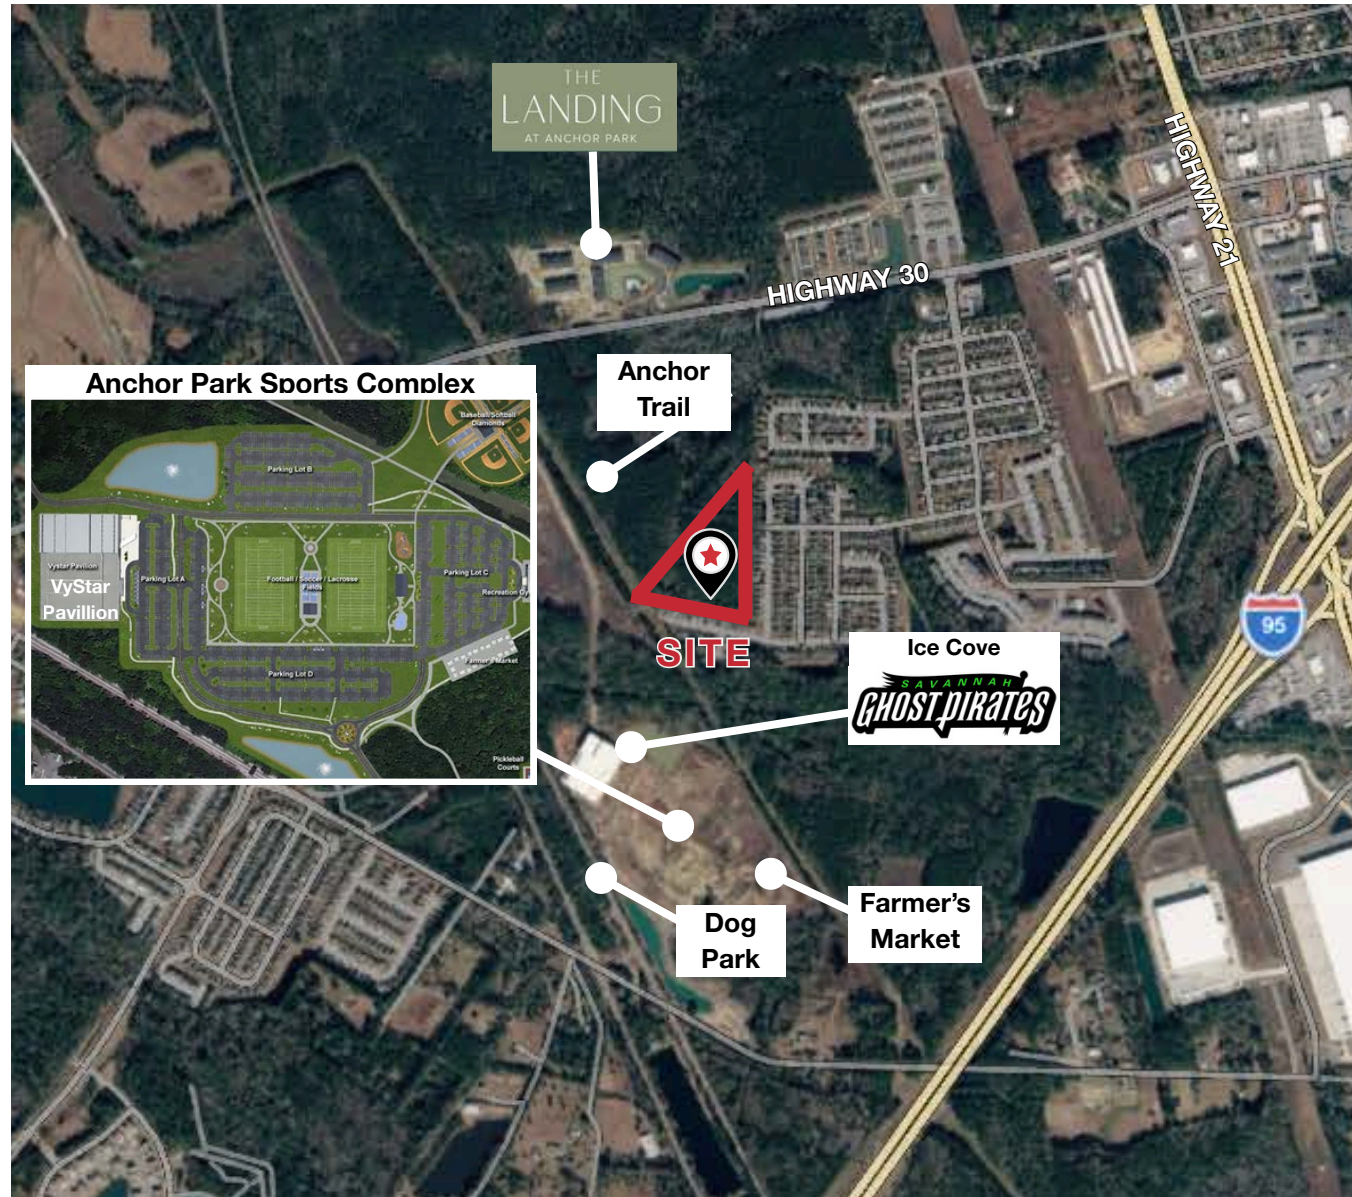 THE
LANDING
AT ANCHOR PARK
HIGHWAY 21
HIGHWAY 30
Anchor
Trail
Anchor Park Sports Complex
Baseball/Softball
Diamonds
Parking Lot B
Vystar Pavilion
VyStar
Pavillion
Parking Lot A
Football / Soccer / Lacrosse
Fields
Parking Lot C
Recreation
Farmer's Market
Parking Lot D
Pickleball
Courts
SITE
95
Ice Cove
SAVANNAH
GHOST PIRATES
Dog
Park
Farmer’s
Market